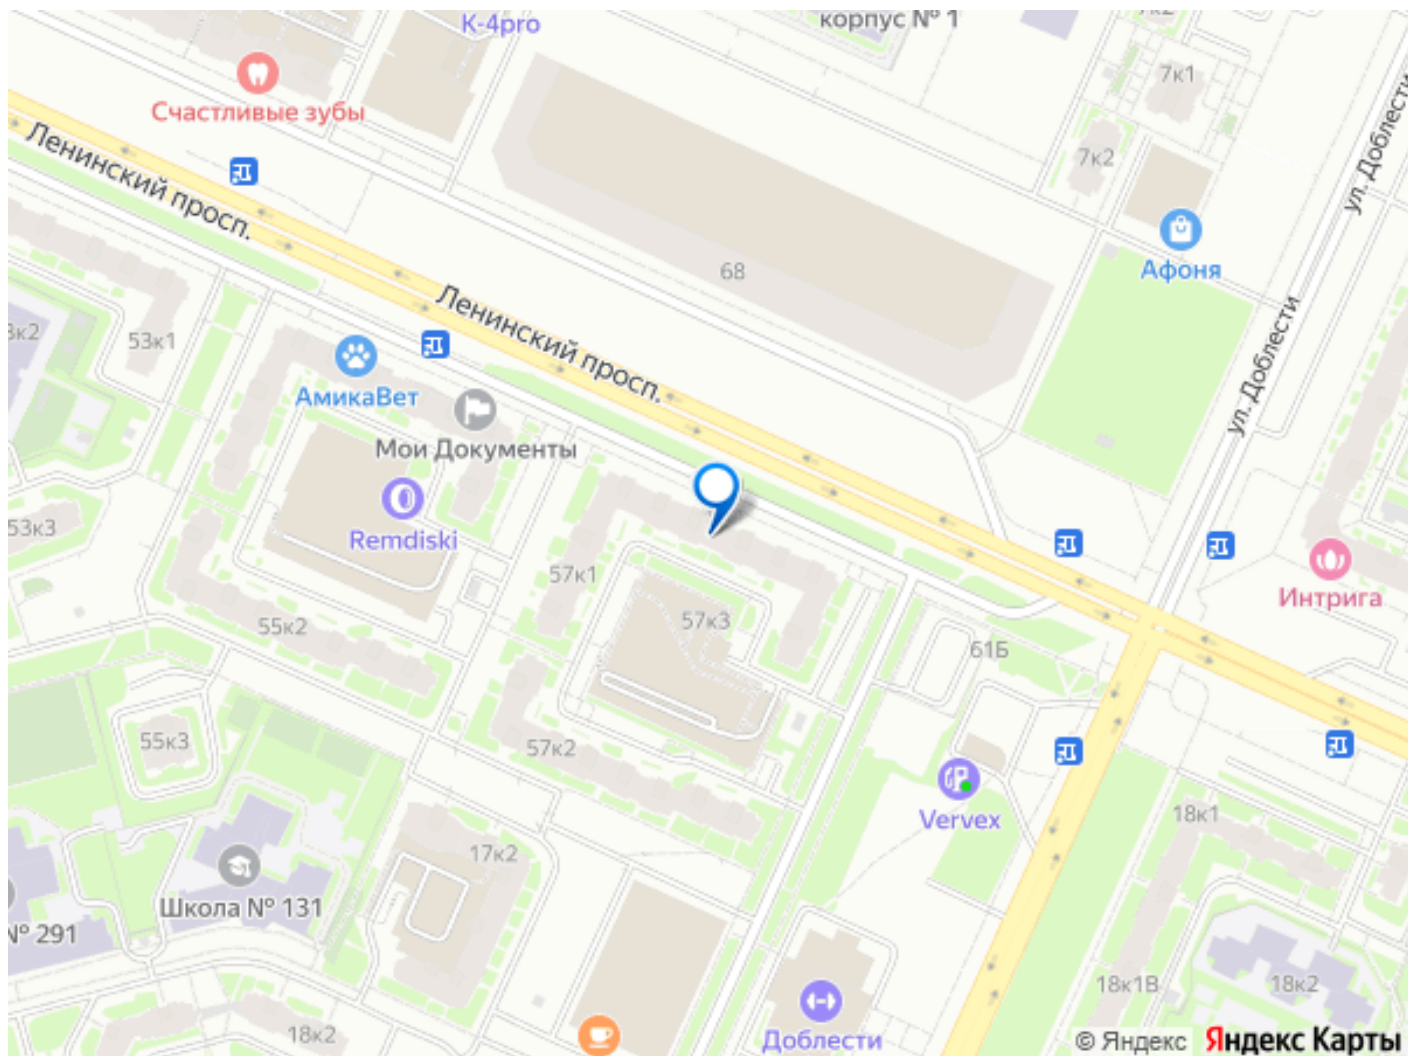 К-4pro
корпус № 1
7к2
7к1
Счастливые зубы
ул. Доблести
7к2
Ленинский просп.
Афоня
68
Ленинский просп.
ул. Доблести
53к1
АмикаВет
Мои Документы
Remdiski
53к3
57к1
Интрига
55к2
57к3
61Б
55к3
57к2
Vervex
18к1
17к2
Школа № 131
№ 291
18к1В
18к2
18к2
Доблести
© Яндекс Яндекс Карты